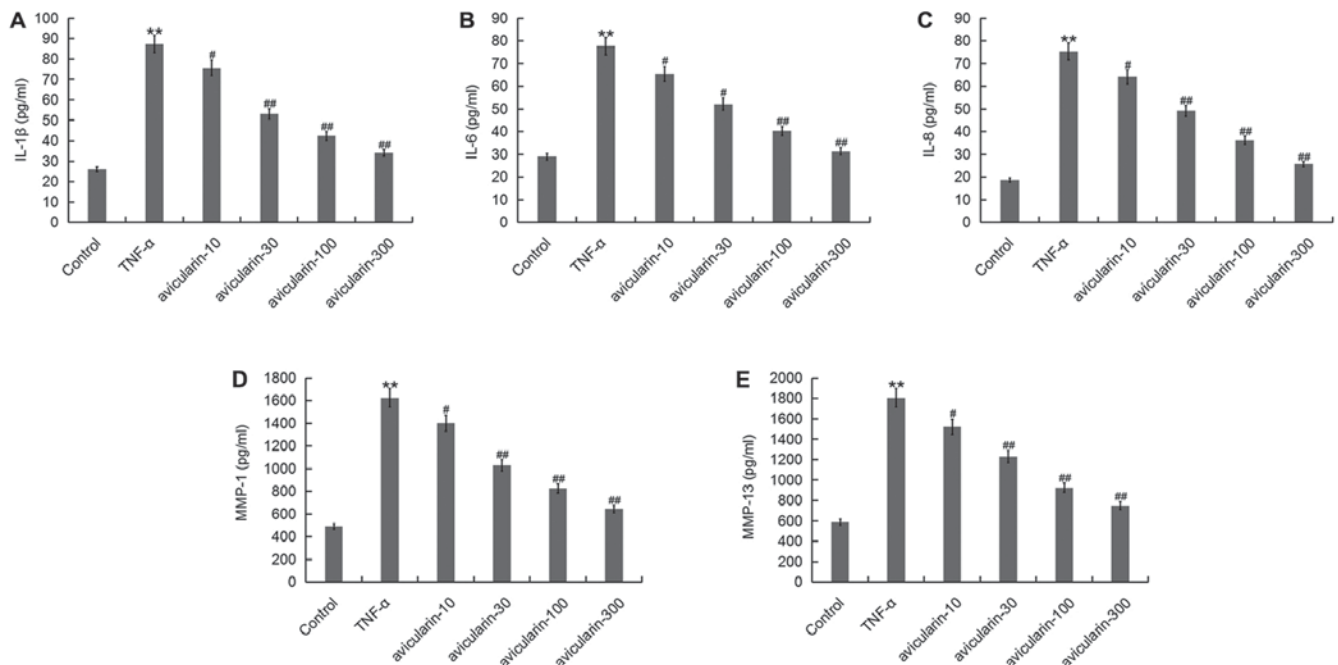 A
IL-1β (pg/ml)
100
90
80
70
60
50
40
30
20
10
0
**
#
##
##
##
Control
TNF-α
avicularin-10
avicularin-30
avicularin-100
avicularin-300
B
IL-6 (pg/ml)
90
80
70
60
50
40
30
20
10
0
**
#
#
##
##
Control
TNF-α
avicularin-10
avicularin-30
avicularin-100
avicularin-300
C
IL-8 (pg/ml)
90
80
70
60
50
40
30
20
10
0
**
#
##
##
##
Control
TNF-α
avicularin-10
avicularin-30
avicularin-100
avicularin-300
D
MMP-1 (pg/ml)
1800
1600
1400
1200
1000
800
600
400
200
0
**
#
##
##
##
Control
TNF-α
avicularin-10
avicularin-30
avicularin-100
avicularin-300
E
MMP-13 (pg/ml)
2000
1800
1600
1400
1200
1000
800
600
400
200
0
**
#
##
##
##
Control
TNF-α
avicularin-10
avicularin-30
avicularin-100
avicularin-300